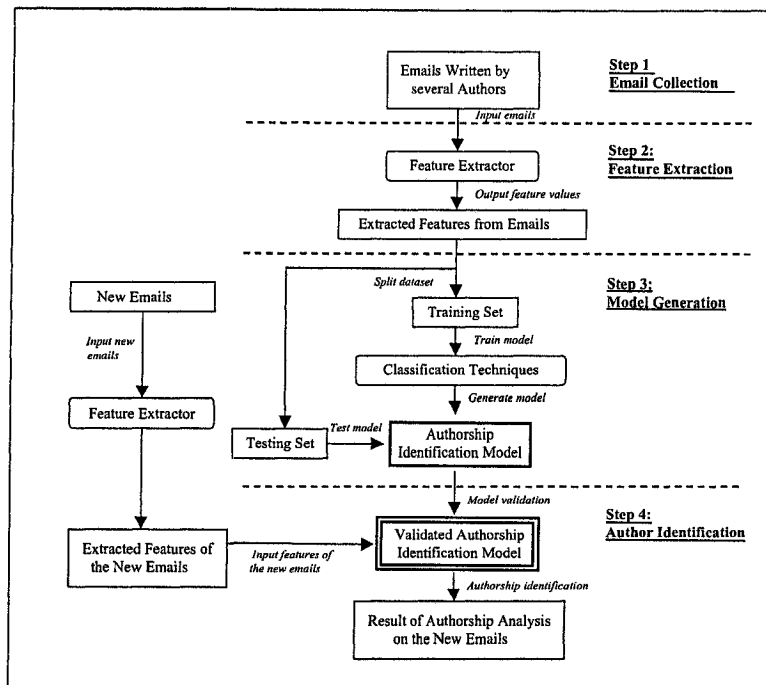 Emails Written by
several Authors
Step 1
Email Collection
Input emails
Step 2:
Feature Extraction
Feature Extractor
Output feature values
Extracted Features from Emails
Step 3:
Model Generation
Split dataset
New Emails
Training Set
Input new
emails
Train model
Classification Techniques
Generate model
Feature Extractor
Testing Set
Test model
Authorship
Identification Model
Model validation
Step 4:
Author Identification
Extracted Features of
the New Emails
Input features of
the new emails
Validated Authorship
Identification Model
Authorship identification
Result of Authorship Analysis
on the New Emails